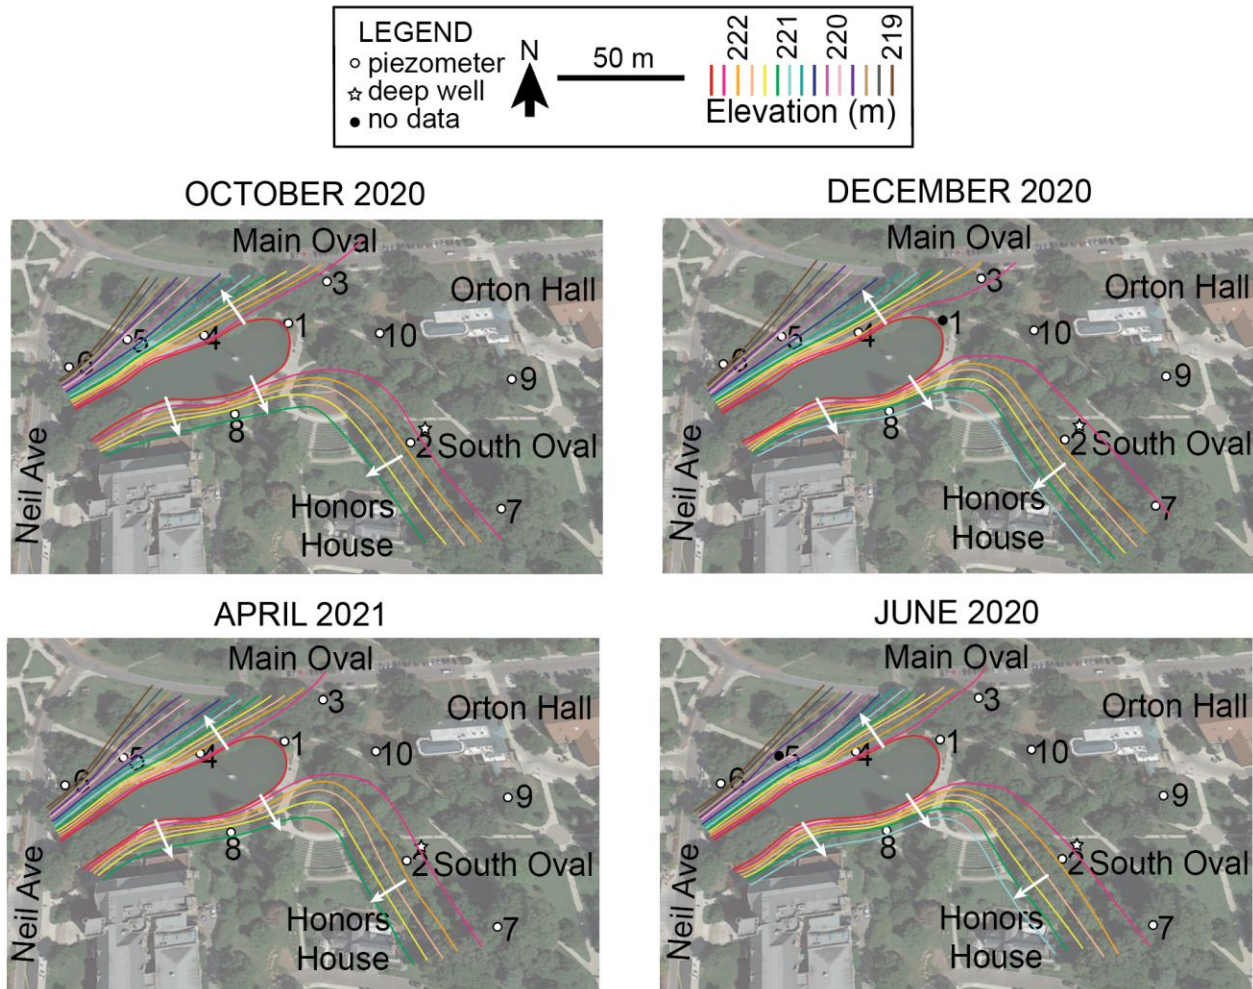 LEGEND
piezometer
deep well
no data
N
50 m
222
221
220
219
Elevation (m)
OCTOBER 2020
Main Oval
3
Orton Hall
1
5
4
10
6
9
8
2 South Oval
Neil Ave
Honors
House
7
DECEMBER 2020
Main Oval
3
Orton Hall
1
5
4
10
6
9
8
2 South Oval
Neil Ave
Honors
House
7
APRIL 2021
Main Oval
3
Orton Hall
1
5
4
10
6
9
8
2 South Oval
Neil Ave
Honors
House
7
JUNE 2020
Main Oval
3
Orton Hall
1
5
4
10
6
9
8
2 South Oval
Neil Ave
Honors
House
7